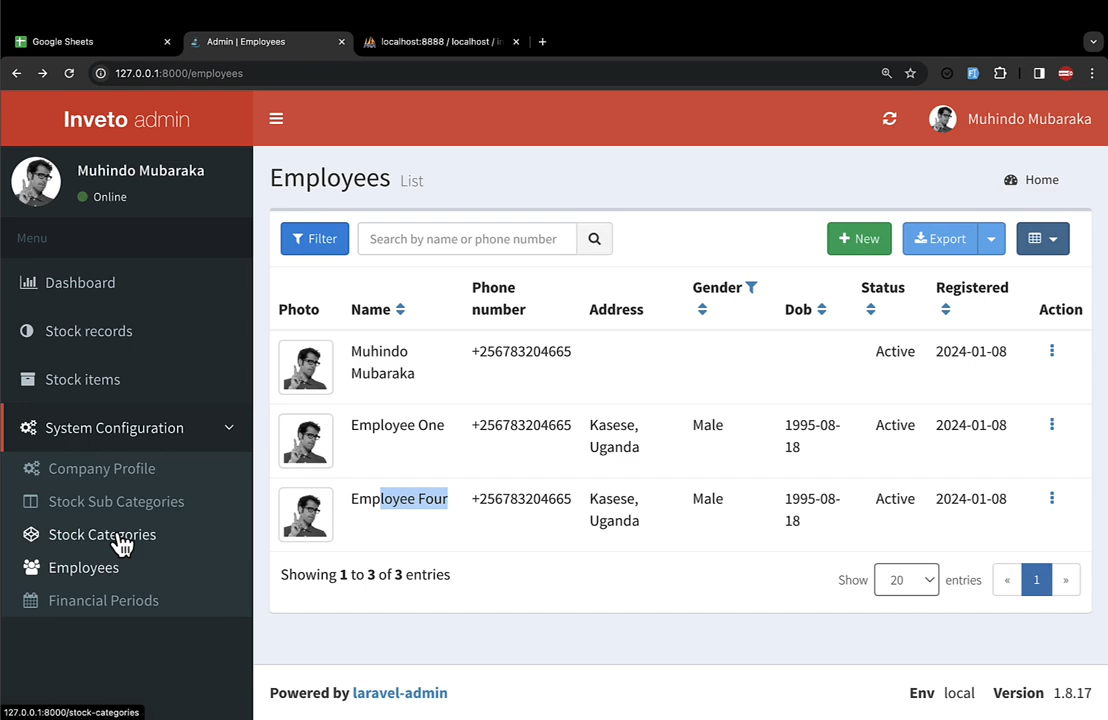 Google Sheets
Admin | Employees
localhost:8888 / localhost / i
127.0.0.1:8000/employees
Inveto admin
Muhindo Mubaraka
Muhindo Mubaraka
Online
Menu
Dashboard
Stock records
Stock items
System Configuration
Company Profile
Stock Sub Categories
Stock Categories
Employees
Financial Periods
Employees List
Home
Filter
Search by name or phone number
New
Export
Photo Name Phone number Address Gender Dob Status Registered Action
Muhindo Mubaraka +256783204665 Active 2024-01-08
Employee One +256783204665 Kasese, Uganda Male 1995-08-18 Active 2024-01-08
Employee Four +256783204665 Kasese, Uganda Male 1995-08-18 Active 2024-01-08
Showing 1 to 3 of 3 entries
Show 20 entries « 1 »
Powered by laravel-admin
Env local Version 1.8.17
127.0.0.1:8000/stock-categories